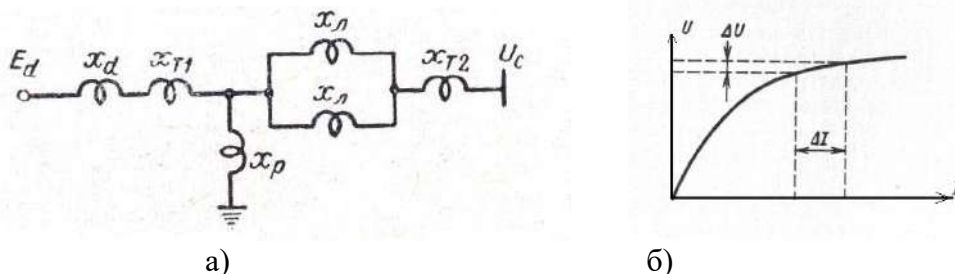 E_d x_d x_T1 x_л x_л x_T2 U_c
x_p
U ΔU
ΔI
а) б)